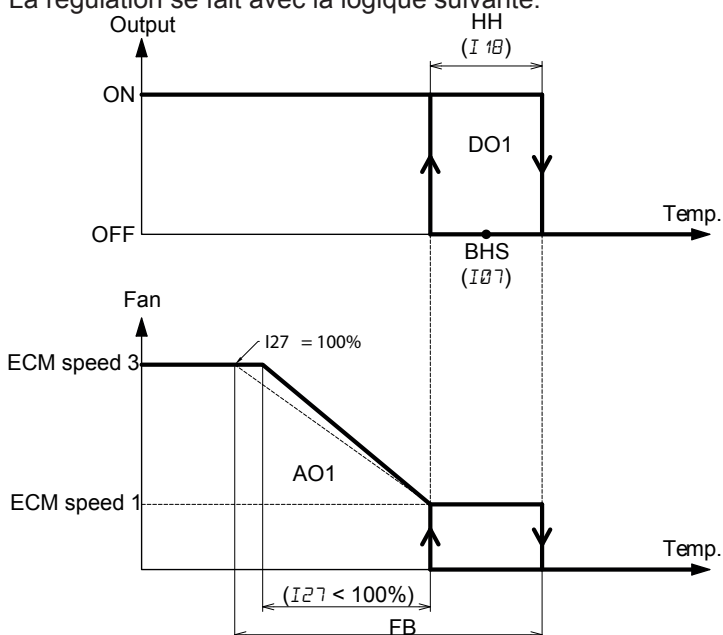 La régulation se fait avec la logique suivante:
Output
HH
(I 18)
ON
DO1
Temp.
OFF
BHS
(I07)
Fan
I27 = 100%
ECM speed 3
AO1
ECM speed 1
Temp.
(I27 < 100%)
FB